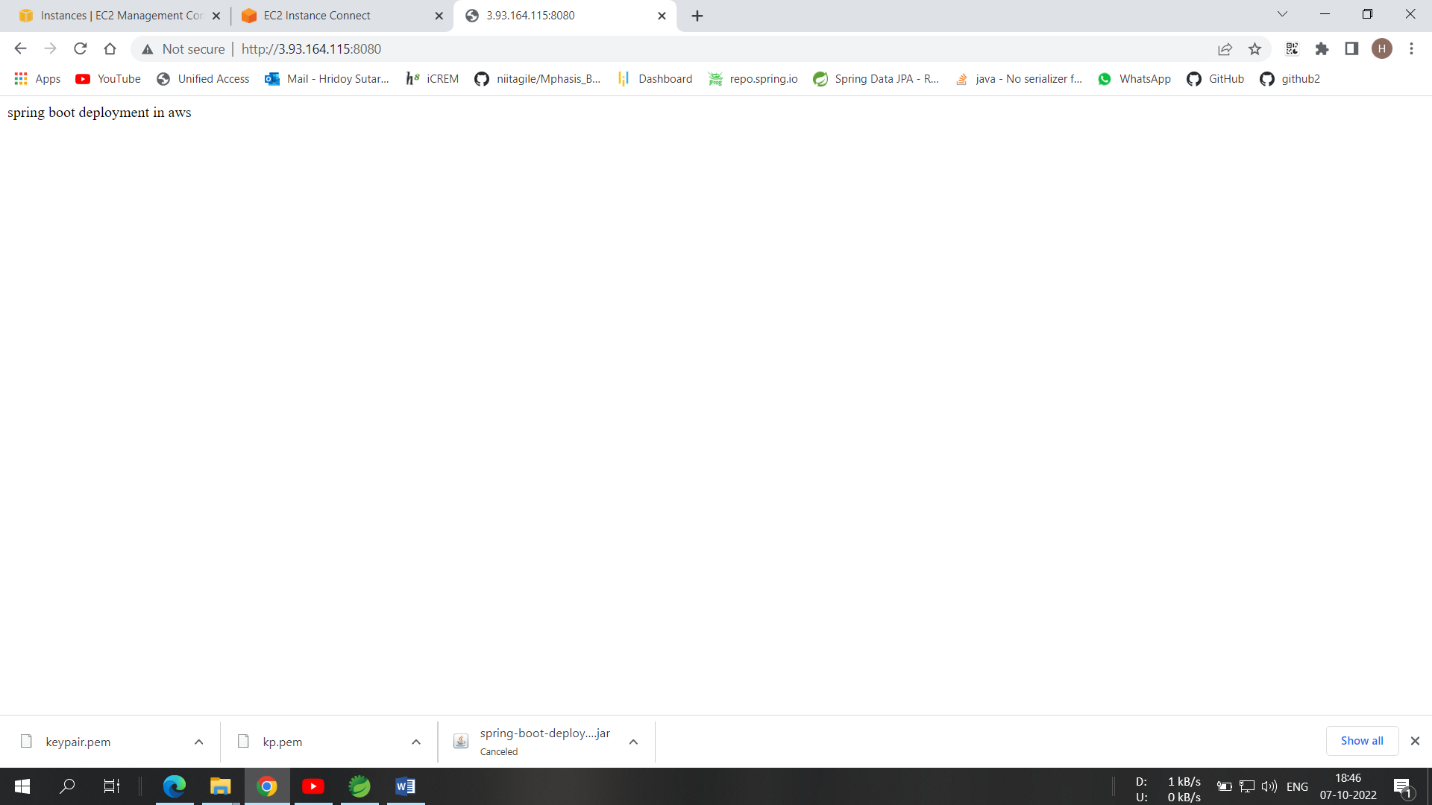 Instances | EC2 Management Con
EC2 Instance Connect
3.93.164.115:8080
Not secure | http://3.93.164.115:8080
H
Apps
YouTube
Unified Access
Mail - Hridoy Sutar...
iCREM
niitagile/Mphasis_B...
Dashboard
repo.spring.io
Spring Data JPA - R...
java - No serializer f...
WhatsApp
GitHub
github2
spring boot deployment in aws
keypair.pem
kp.pem
spring-boot-deploy....jar
Canceled
Show all
D: 1 kB/s
U: 0 kB/s
ENG
18:46
07-10-2022
1